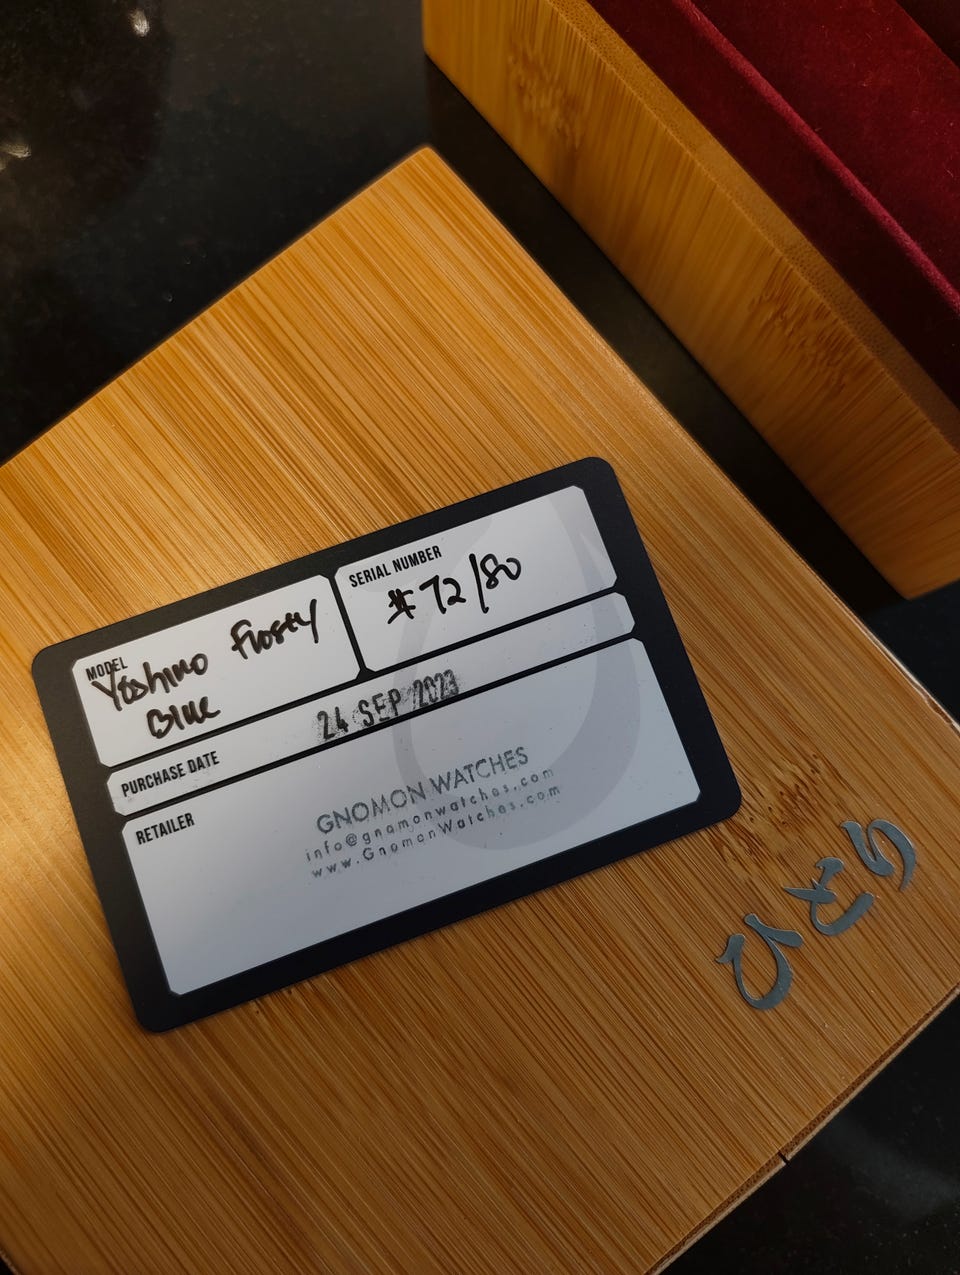 MODEL
Yoshino Frosty
Blue
SERIAL NUMBER
#72/80
PURCHASE DATE
24 SEP 2023
RETAILER
GNOMON WATCHES
info@gnomonwatches.com
www.GnomonWatches.com
ひとり